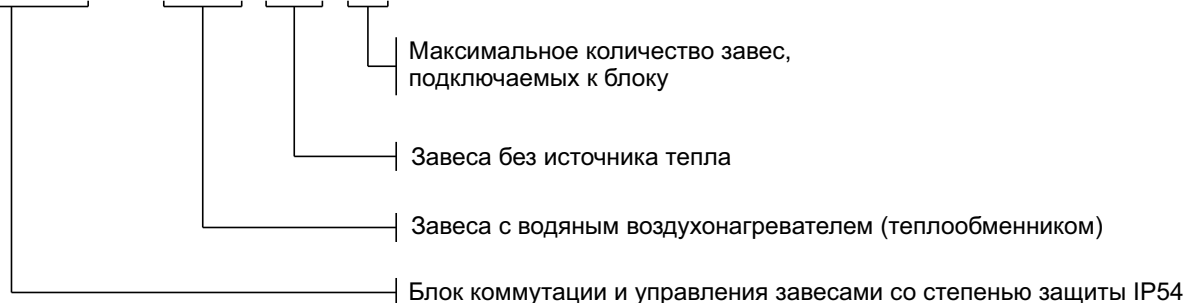 Максимальное количество завес,
подключаемых к блоку
Завеса без источника тепла
Завеса с водяным воздухонагревателем (теплообменником)
Блок коммутации и управления завесами со степенью защиты IP54